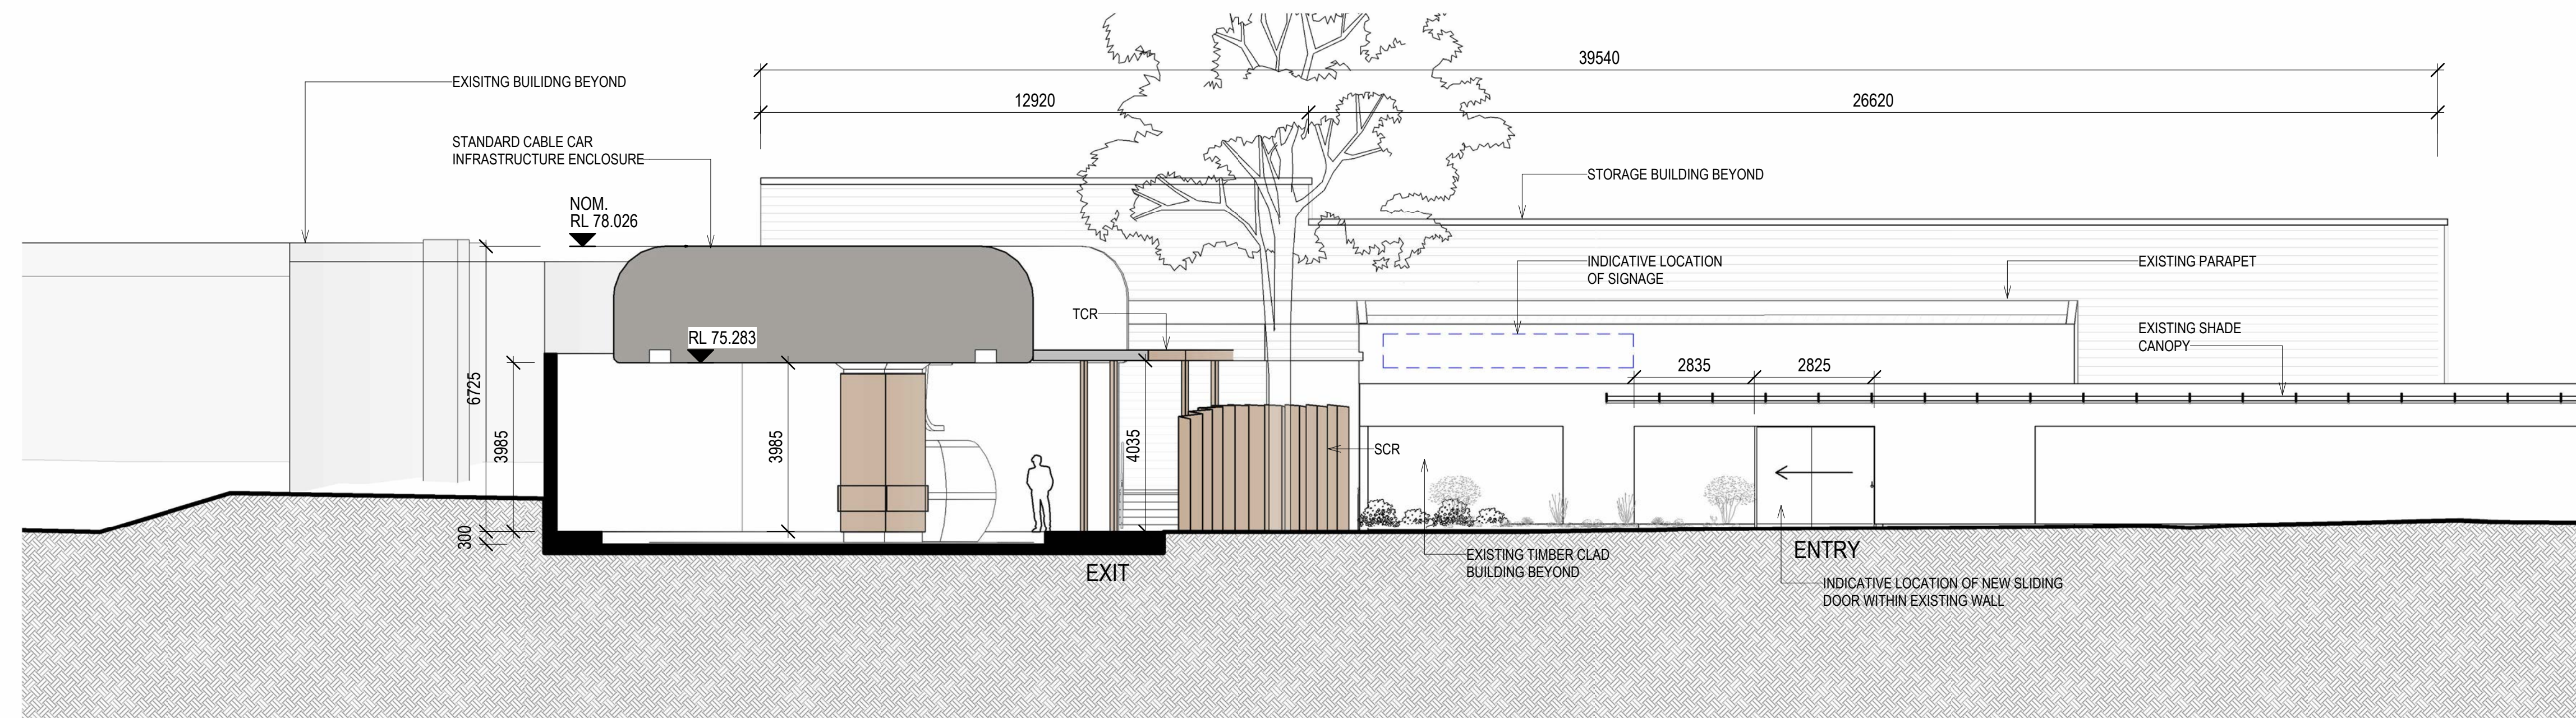 39540
EXISITNG BUILIDNG BEYOND
12920
26620
STANDARD CABLE CAR
INFRASTRUCTURE ENCLOSURE
STORAGE BUILDING BEYOND
NOM.
RL 78.026
INDICATIVE LOCATION
OF SIGNAGE
EXISTING PARAPET
TCR
EXISTING SHADE
CANOPY
RL 75.283
2835
2825
6725
3985
3985
4035
SCR
300
ENTRY
EXISTING TIMBER CLAD
BUILDING BEYOND
EXIT
INDICATIVE LOCATION OF NEW SLIDING
DOOR WITHIN EXISTING WALL